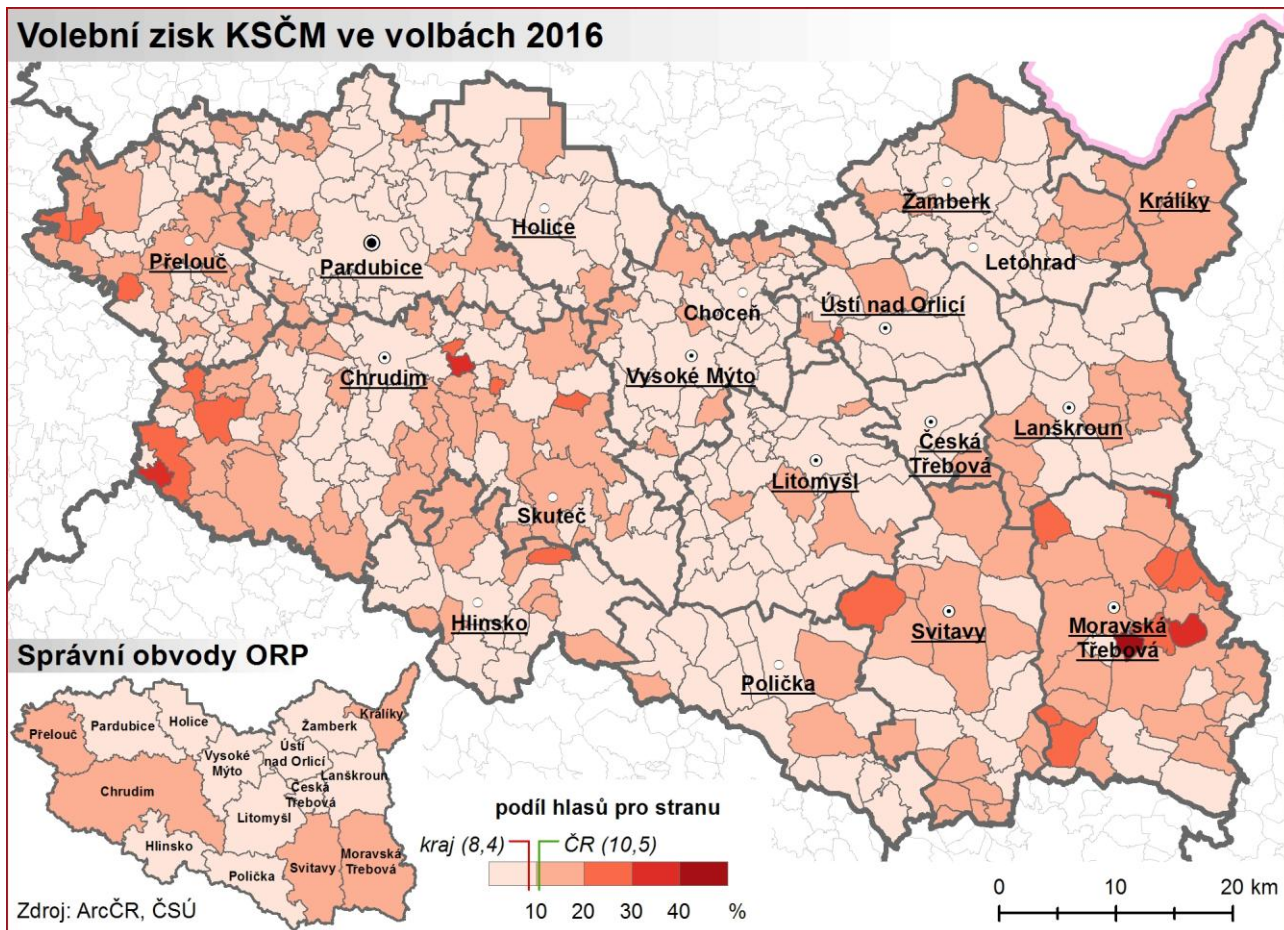 Volební zisk KSČM ve volbách 2016
Žamberk
Králíky
Holice
Přelouč
Pardubice
Letohrad
Choceň
Ústí nad Orlicí
Chrudim
Vysoké Mýto
Lanškroun
Česká
Třebová
Litomyšl
Skuteč
Hlinsko
Svitavy
Moravská
Třebová
Polička
Správní obvody ORP
Králíky
Holice
Pardubice
Žamberk
Přelouč
Vysoké
Mýto
Ústí
nad Orlicí
Lanškroun
Chrudim
Česká
Třebová
Litomyšl
Hlinsko
Svitavy
Moravská
Třebová
Polička
podíl hlasů pro stranu
kraj (8,4) ČR (10,5)
10 20 30 40 %
0 10 20 km
Zdroj: ArcČR, ČSÚ